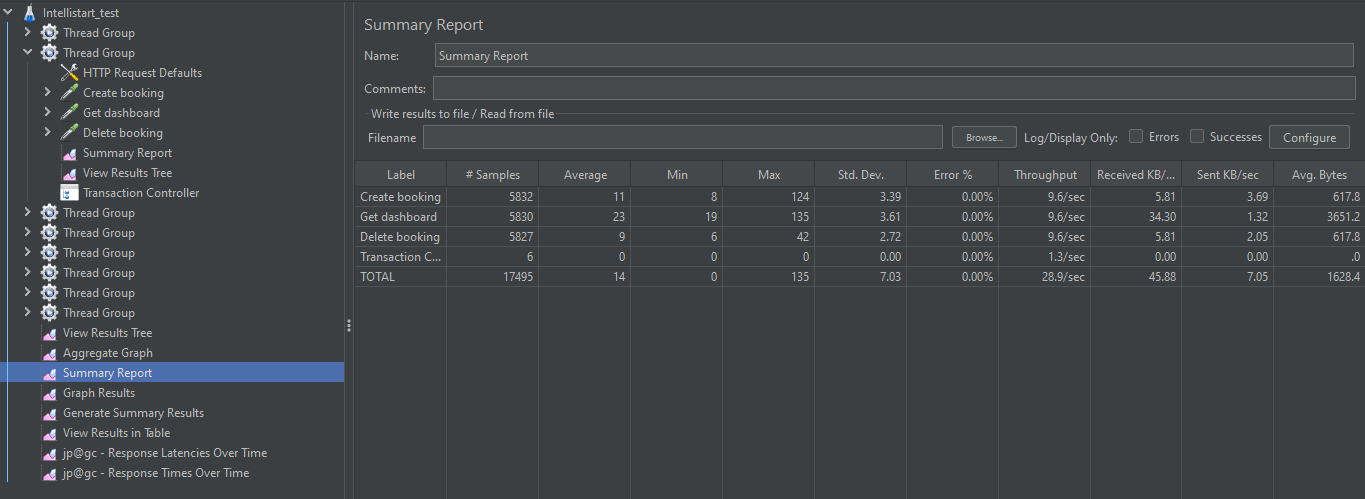 Intellistart_test
Thread Group
Thread Group
HTTP Request Defaults
Create booking
Get dashboard
Delete booking
Summary Report
View Results Tree
Transaction Controller
Thread Group
Thread Group
Thread Group
Thread Group
Thread Group
Thread Group
View Results Tree
Aggregate Graph
Summary Report
Graph Results
Generate Summary Results
View Results in Table
jp@gc - Response Latencies Over Time
jp@gc - Response Times Over Time
Summary Report
Name: Summary Report
Comments:
Write results to file / Read from file
Filename Browse... Log/Display Only: Errors Successes Configure
Label # Samples Average Min Max Std. Dev. Error % Throughput Received KB/... Sent KB/sec Avg. Bytes
Create booking 5832 11 8 124 3.39 0.00% 9.6/sec 5.81 3.69 617.8
Get dashboard 5830 23 19 135 3.61 0.00% 9.6/sec 34.30 1.32 3651.2
Delete booking 5827 9 6 42 2.72 0.00% 9.6/sec 5.81 2.05 617.8
Transaction C... 6 0 0 0 0.00 0.00% 1.3/sec 0.00 0.00 .0
TOTAL 17495 14 0 135 7.03 0.00% 28.9/sec 45.88 7.05 1628.4